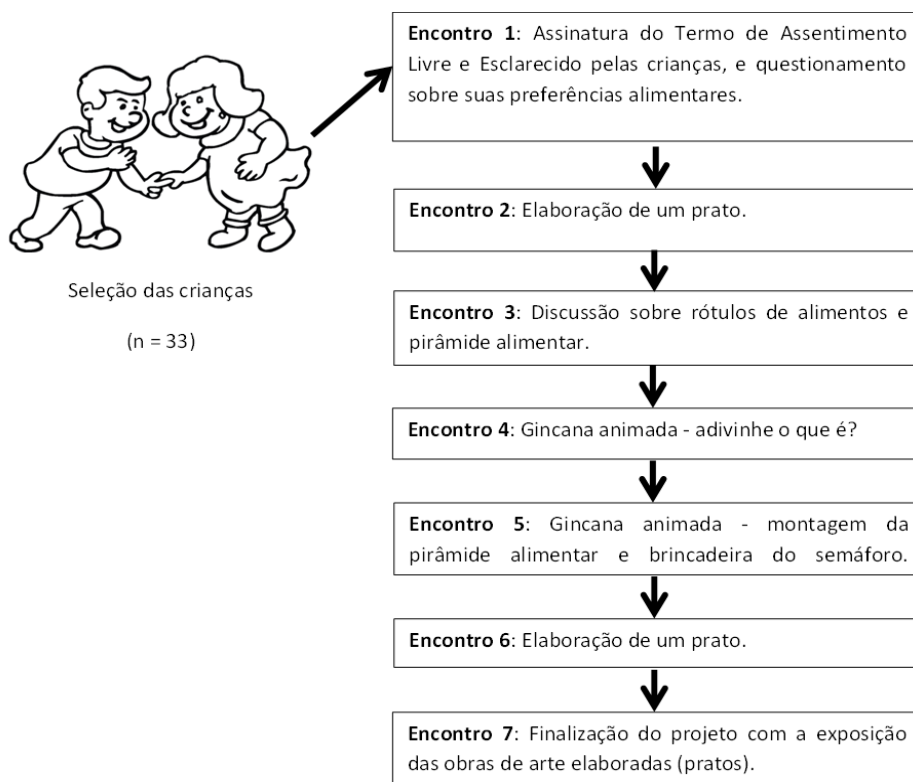 Seleção das crianças
(n = 33)
Encontro 1: Assinatura do Termo de Assentimento
Livre e Esclarecido pelas crianças, e questionamento
sobre suas preferências alimentares.
Encontro 2: Elaboração de um prato.
Encontro 3: Discussão sobre rótulos de alimentos e
pirâmide alimentar.
Encontro 4: Gincana animada - adivinhe o que é?
Encontro 5: Gincana animada - montagem da
pirâmide alimentar e brincadeira do semáforo.
Encontro 6: Elaboração de um prato.
Encontro 7: Finalização do projeto com a exposição
das obras de arte elaboradas (pratos).